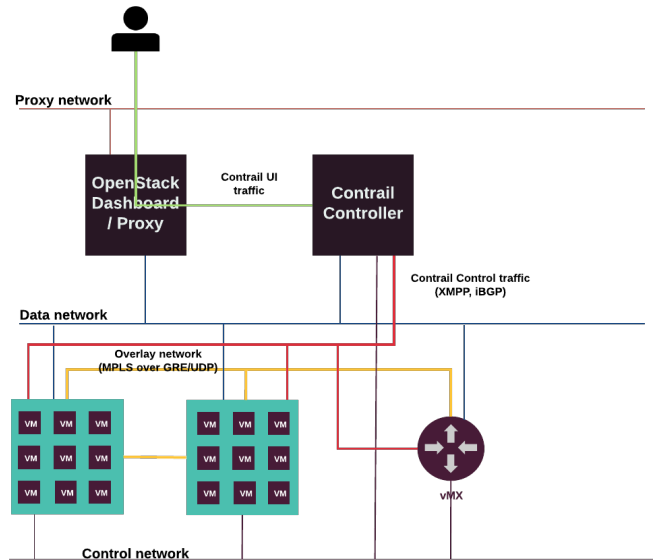 Proxy network
OpenStack
Dashboard
/ Proxy
Contrail UI
traffic
Contrail
Controller
Contrail Control traffic
(XMPP, iBGP)
Data network
Overlay network
(MPLS over GRE/UDP)
VM VM VM
VM VM VM
VM VM VM
VM VM VM
VM VM VM
VM VM VM
vMX
Control network